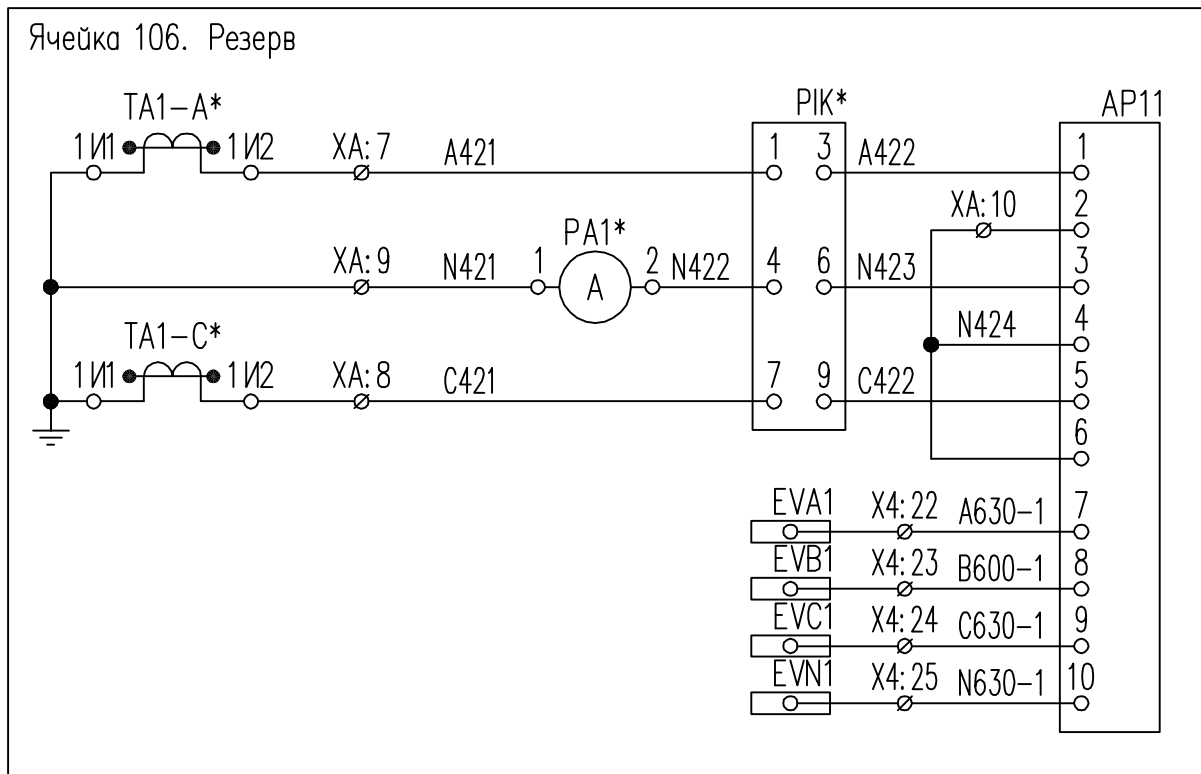 Ячейка 106. Резерв
TA1-A*
PIK*
AP11
1И1
1И2
XA:7
A421
1
3
A422
1
XA:10
2
PA1*
XA:9
N421
1
A
2
N422
4
6
N423
3
N424
4
TA1-C*
1И1
1И2
XA:8
C421
7
9
C422
5
6
EVA1
X4:22
A630-1
7
EVB1
X4:23
B600-1
8
EVC1
X4:24
C630-1
9
EVN1
X4:25
N630-1
10